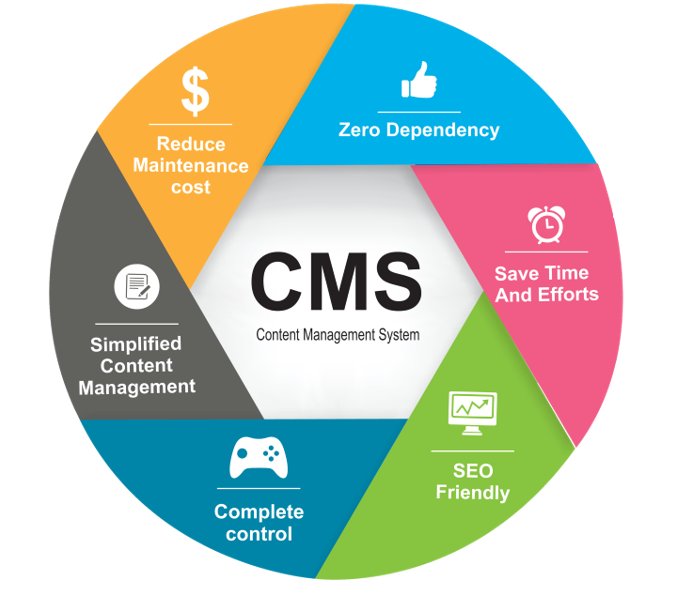 Zero Dependency
Save Time
And Efforts
SEO
Friendly
Complete
control
Simplified
Content
Management
Reduce
Maintenance
cost
$
CMS
Content Management System